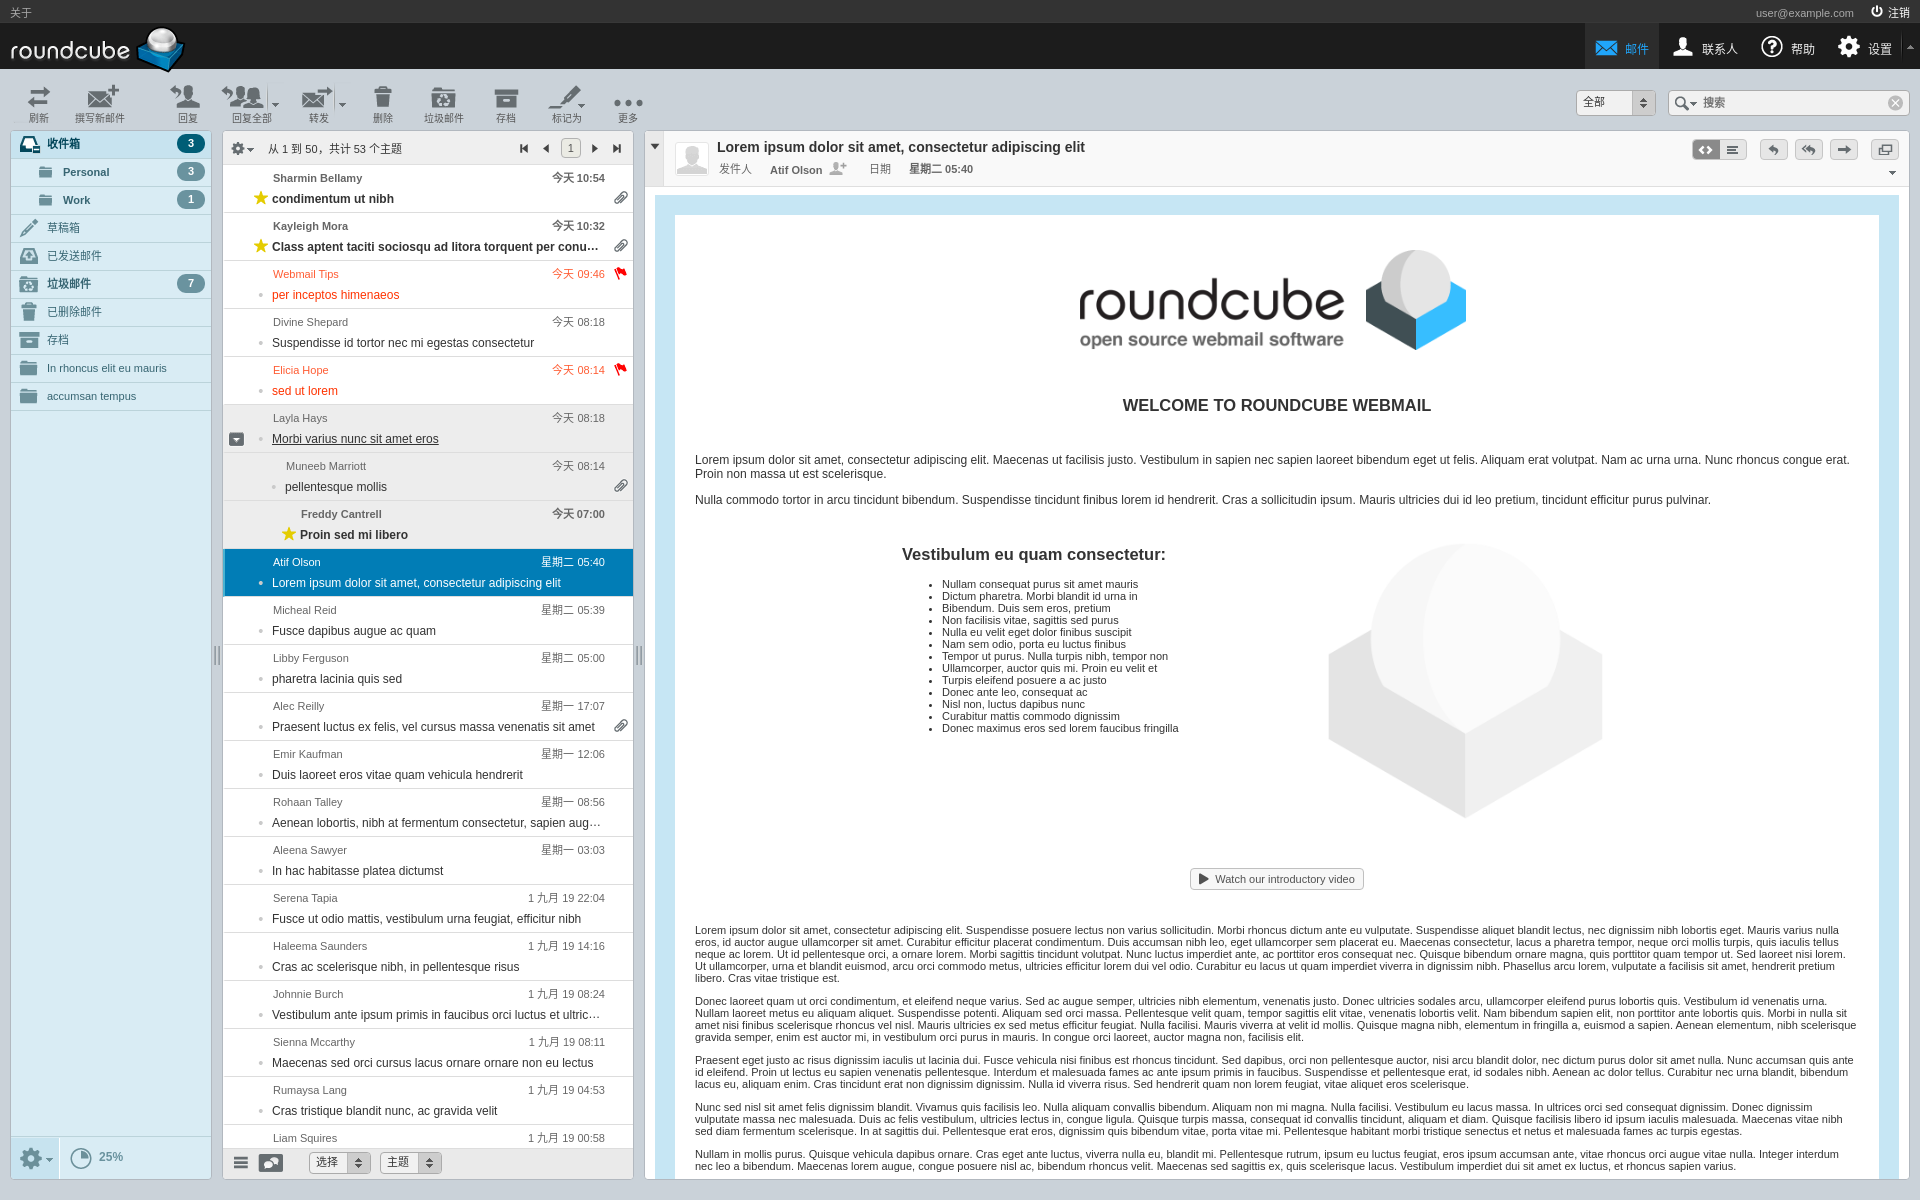 关于
user@example.com 注销
roundcube
邮件 联系人 帮助 设置
刷新 撰写新邮件 回复 回复全部 转发 删除 垃圾邮件 存档 标记为 更多
全部 搜索
收件箱 3
Personal 3
Work 1
草稿箱
已发送邮件
垃圾邮件 7
已删除邮件
存档
In rhoncus elit eu mauris
accumsan tempus
25%
从 1 到 50，共计 53 个主题 1
Sharmin Bellamy 今天 10:54
condimentum ut nibh
Kayleigh Mora 今天 10:32
Class aptent taciti sociosqu ad litora torquent per conu…
Webmail Tips 今天 09:46
per inceptos himenaeos
Divine Shepard 今天 08:18
Suspendisse id tortor nec mi egestas consectetur
Elicia Hope 今天 08:14
sed ut lorem
Layla Hays 今天 08:18
Morbi varius nunc sit amet eros
Muneeb Marriott 今天 08:14
pellentesque mollis
Freddy Cantrell 今天 07:00
Proin sed mi libero
Atif Olson 星期二 05:40
Lorem ipsum dolor sit amet, consectetur adipiscing elit
Micheal Reid 星期二 05:39
Fusce dapibus augue ac quam
Libby Ferguson 星期二 05:00
pharetra lacinia quis sed
Alec Reilly 星期一 17:07
Praesent luctus ex felis, vel cursus massa venenatis sit amet
Emir Kaufman 星期一 12:06
Duis laoreet eros vitae quam vehicula hendrerit
Rohaan Talley 星期一 08:56
Aenean lobortis, nibh at fermentum consectetur, sapien aug…
Aleena Sawyer 星期一 03:03
In hac habitasse platea dictumst
Serena Tapia 1 九月 19 22:04
Fusce ut odio mattis, vestibulum urna feugiat, efficitur nibh
Haleema Saunders 1 九月 19 14:16
Cras ac scelerisque nibh, in pellentesque risus
Johnnie Burch 1 九月 19 08:24
Vestibulum ante ipsum primis in faucibus orci luctus et ultric…
Sienna Mccarthy 1 九月 19 08:11
Maecenas sed orci cursus lacus ornare ornare non eu lectus
Rumaysa Lang 1 九月 19 04:53
Cras tristique blandit nunc, ac gravida velit
Liam Squires 1 九月 19 00:58
选择 主题
Lorem ipsum dolor sit amet, consectetur adipiscing elit
发件人 Atif Olson 日期 星期二 05:40
roundcube
open source webmail software
WELCOME TO ROUNDCUBE WEBMAIL
Lorem ipsum dolor sit amet, consectetur adipiscing elit. Maecenas ut facilisis justo. Vestibulum in sapien nec sapien laoreet bibendum eget ut felis. Aliquam erat volutpat. Nam ac urna urna. Nunc rhoncus congue erat.
Proin non massa ut est scelerisque.
Nulla commodo tortor in arcu tincidunt bibendum. Suspendisse tincidunt finibus lorem id hendrerit. Cras a sollicitudin ipsum. Mauris ultricies dui id leo pretium, tincidunt efficitur purus pulvinar.
Vestibulum eu quam consectetur:
• Nullam consequat purus sit amet mauris
• Dictum pharetra. Morbi blandit id urna in
• Bibendum. Duis sem eros, pretium
• Non facilisis vitae, sagittis sed purus
• Nulla eu velit eget dolor finibus suscipit
• Nam sem odio, porta eu luctus finibus
• Tempor ut purus. Nulla turpis nibh, tempor non
• Ullamcorper, auctor quis mi. Proin eu velit et
• Turpis eleifend posuere a ac justo
• Donec ante leo, consequat ac
• Nisl non, luctus dapibus nunc
• Curabitur mattis commodo dignissim
• Donec maximus eros sed lorem faucibus fringilla
Watch our introductory video
Lorem ipsum dolor sit amet, consectetur adipiscing elit. Suspendisse posuere lectus non varius sollicitudin. Morbi rhoncus dictum ante eu vulputate. Suspendisse aliquet blandit lectus, nec dignissim nibh lobortis eget. Mauris varius nulla
eros, id auctor augue ullamcorper sit amet. Curabitur efficitur placerat condimentum. Duis accumsan nibh leo, eget ullamcorper sem placerat eu. Maecenas consectetur, lacus a pharetra tempor, neque orci mollis turpis, quis iaculis tellus
neque ac lorem. Ut id pellentesque orci, a ornare lorem. Morbi sagittis tincidunt volutpat. Nunc luctus imperdiet ante, ac porttitor eros consequat nec. Quisque bibendum ornare magna, quis porttitor quam tempor ut. Sed laoreet nisi lorem.
Ut ullamcorper, urna et blandit euismod, arcu orci commodo metus, ultricies efficitur lorem dui vel odio. Curabitur eu lacus ut quam imperdiet viverra in dignissim nibh. Phasellus arcu lorem, vulputate a facilisis sit amet, hendrerit pretium
libero. Cras vitae tristique est.
Donec laoreet quam ut orci condimentum, et eleifend neque varius. Sed ac augue semper, ultricies nibh elementum, venenatis justo. Donec ultricies sodales arcu, ullamcorper eleifend purus lobortis quis. Vestibulum id venenatis urna.
Nullam laoreet metus eu aliquam aliquet. Suspendisse potenti. Aliquam sed orci massa. Pellentesque velit quam, tempor sagittis elit vitae, venenatis lobortis velit. Nam bibendum sapien elit, non porttitor ante lobortis quis. Morbi in nulla sit
amet nisi finibus scelerisque rhoncus vel nisl. Mauris ultricies ex sed metus efficitur feugiat. Nulla facilisi. Mauris viverra at velit id mollis. Quisque magna nibh, elementum in fringilla a, euismod a sapien. Aenean elementum, nibh scelerisque
gravida semper, enim est auctor mi, in vestibulum orci purus in mauris. In congue orci laoreet, auctor magna non, facilisis elit.
Praesent eget justo ac risus dignissim iaculis ut lacinia dui. Fusce vehicula nisi finibus est rhoncus tincidunt. Sed dapibus, orci non pellentesque auctor, nisi arcu blandit dolor, nec dictum purus dolor sit amet nulla. Nunc accumsan quis ante
id eleifend. Proin ut lectus eu sapien venenatis pellentesque. Interdum et malesuada fames ac ante ipsum primis in faucibus. Suspendisse et pellentesque erat, id sodales nibh. Aenean ac dolor tellus. Curabitur nec urna blandit, bibendum
lacus eu, aliquam enim. Cras tincidunt erat non dignissim dignissim. Nulla id viverra risus. Sed hendrerit quam non lorem feugiat, vitae aliquet eros scelerisque.
Nunc sed nisl sit amet felis dignissim blandit. Vivamus quis facilisis leo. Nulla aliquam convallis bibendum. Aliquam non mi magna. Nulla facilisi. Vestibulum eu lacus massa. In ultrices orci sed consequat dignissim. Donec dignissim
vulputate massa nec malesuada. Duis ac felis vestibulum, ultricies lectus in, congue ligula. Quisque turpis massa, consequat id convallis tincidunt, aliquam et diam. Quisque facilisis libero id ipsum iaculis malesuada. Maecenas vitae nibh
sed diam fermentum scelerisque. In at sagittis dui. Pellentesque erat eros, dignissim quis bibendum vitae, porta vitae mi. Pellentesque habitant morbi tristique senectus et netus et malesuada fames ac turpis egestas.
Nullam in mollis purus. Quisque vehicula dapibus ornare. Cras eget ante luctus, viverra nulla eu, blandit mi. Pellentesque rutrum, ipsum eu luctus feugiat, eros ipsum accumsan ante, vitae rhoncus orci augue vitae nulla. Integer interdum
nec leo a bibendum. Maecenas lorem augue, congue posuere nisl ac, bibendum rhoncus velit. Maecenas sed sagittis ex, quis scelerisque lacus. Vestibulum imperdiet dui sit amet ex luctus, et rhoncus sapien varius.